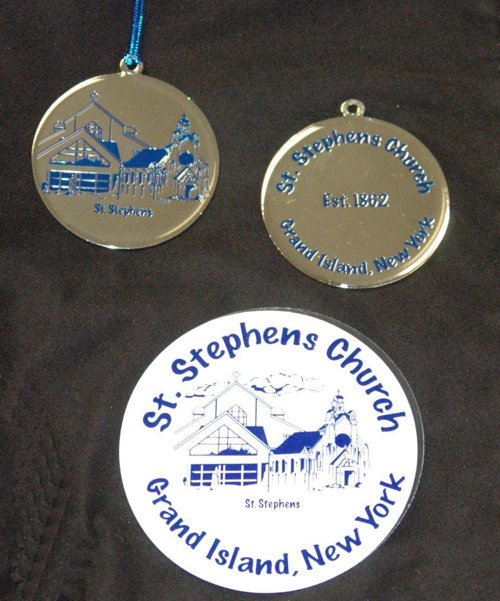 St. Stephens
St. Stephens Church
Est. 1862
Grand Island, New York
St. Stephens Church
St. Stephens
Grand Island, New York